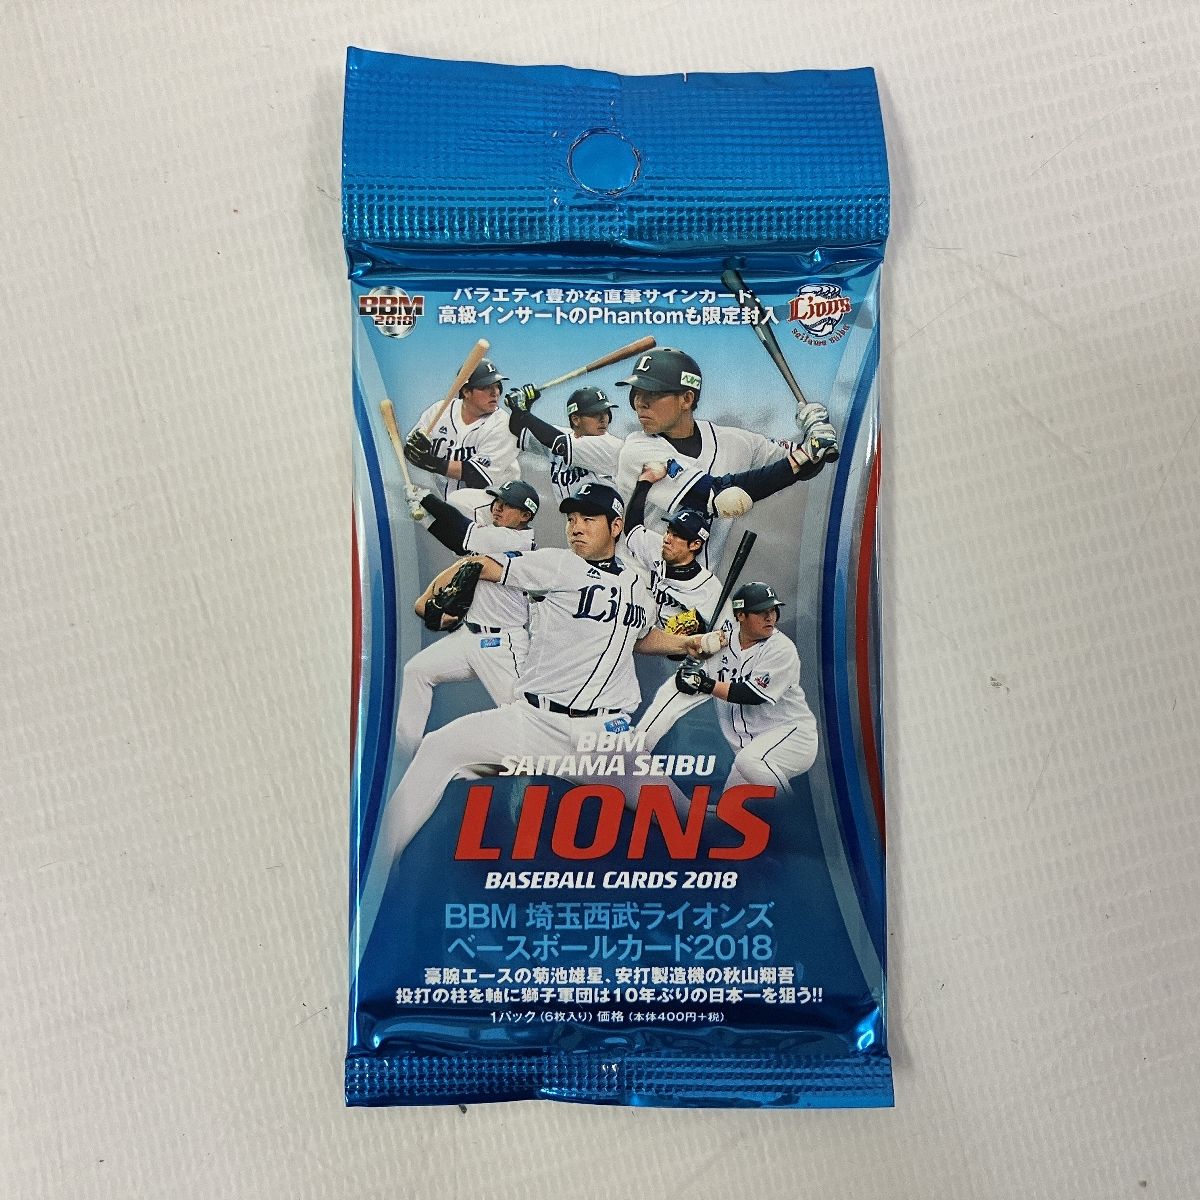 バラエティ豊かな直筆サインカード、
高級インサートのPhantomも限定封入
BBM
2018
Lions
Saitama Seibu
BBM
SAITAMA SEIBU
LIONS
BASEBALL CARDS 2018
BBM 埼玉西武ライオンズ
ベースボールカード2018
豪腕エースの菊池雄星、安打製造機の秋山翔吾
投打の柱を軸に獅子軍団は10年ぶりの日本一を狙う!!
1パック(6枚入り) 価格(本体400円+税)